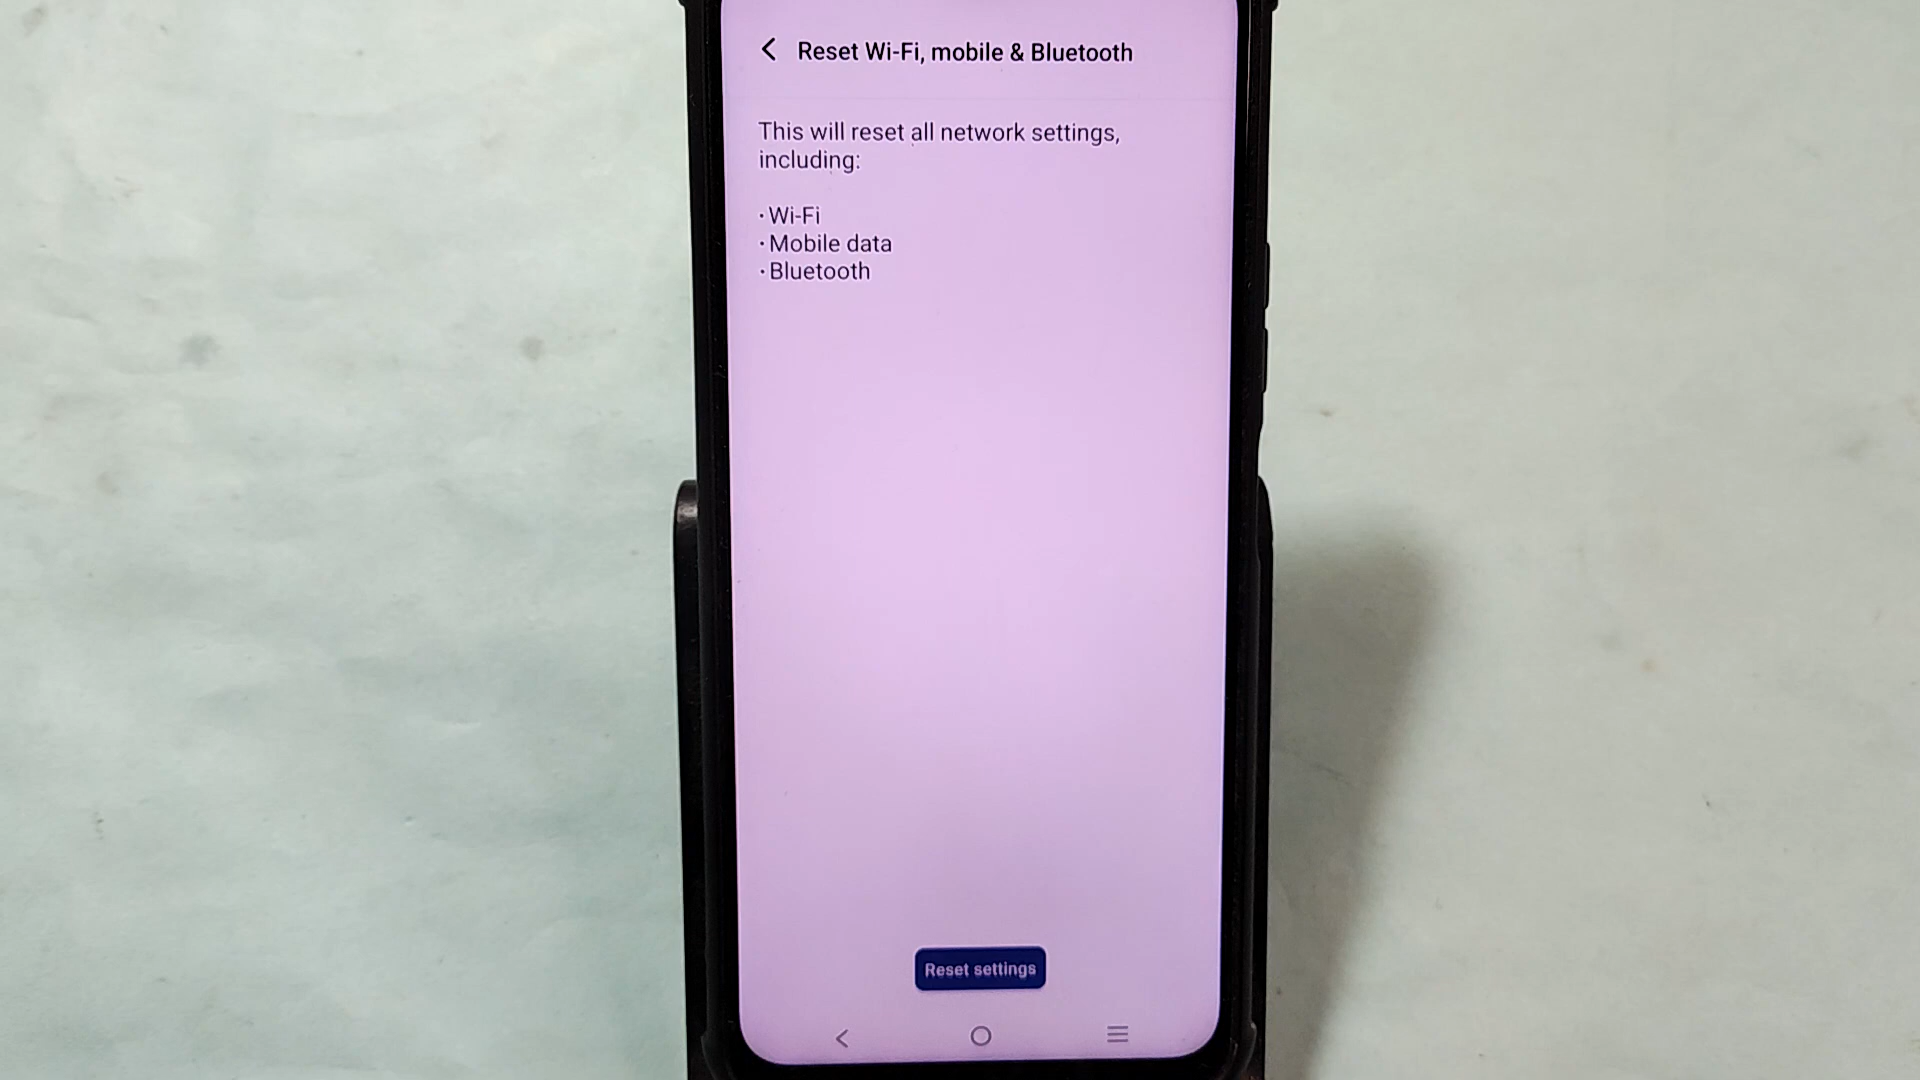 Reset Wi-Fi, mobile & Bluetooth
This will reset all network settings,
including:
· Wi-Fi
· Mobile data
· Bluetooth
Reset settings